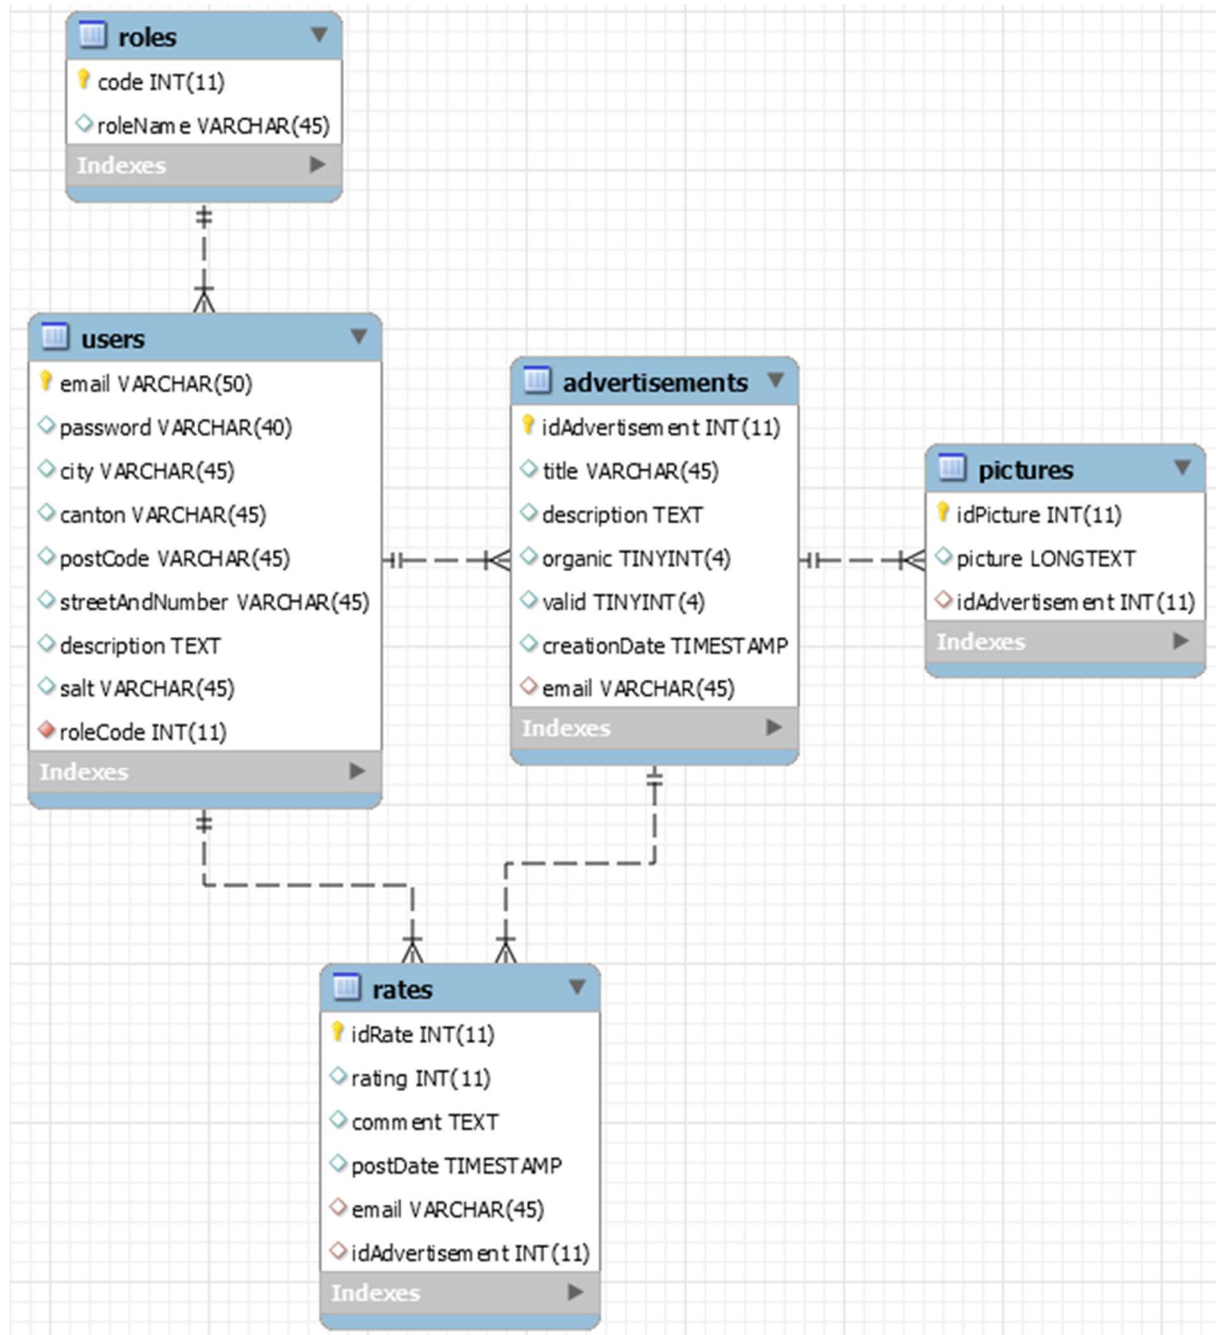 roles
code INT(11)
roleName VARCHAR(45)
Indexes
users
email VARCHAR(50)
password VARCHAR(40)
city VARCHAR(45)
canton VARCHAR(45)
postCode VARCHAR(45)
streetAndNumber VARCHAR(45)
description TEXT
salt VARCHAR(45)
roleCode INT(11)
Indexes
advertisements
idAdvertisement INT(11)
title VARCHAR(45)
description TEXT
organic TINYINT(4)
valid TINYINT(4)
creationDate TIMESTAMP
email VARCHAR(45)
Indexes
pictures
idPicture INT(11)
picture LONGTEXT
idAdvertisement INT(11)
Indexes
rates
idRate INT(11)
rating INT(11)
comment TEXT
postDate TIMESTAMP
email VARCHAR(45)
idAdvertisement INT(11)
Indexes